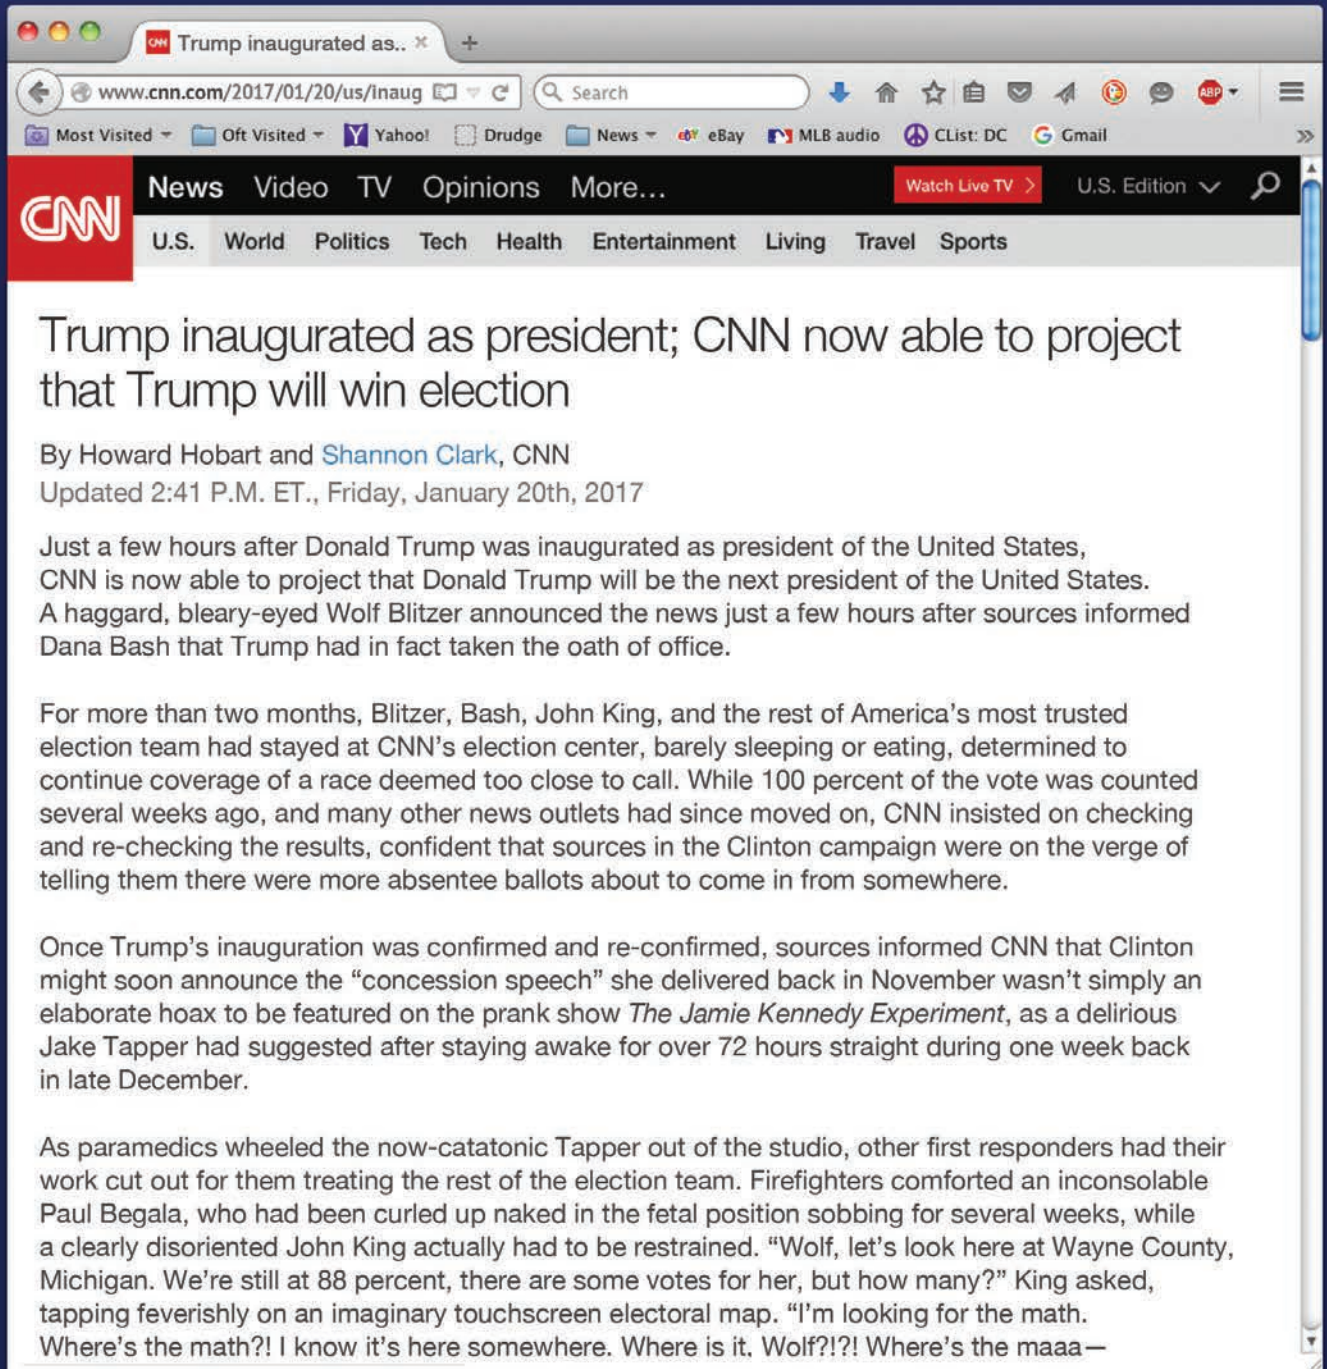 CNN Trump inaugurated as.. × +
www.cnn.com/2017/01/20/us/inaug Search ABP
Most Visited Oft Visited Y Yahoo! Drudge News ebY eBay MLB audio CList: DC G Gmail »
CNN
News Video TV Opinions More... Watch Live TV U.S. Edition
U.S. World Politics Tech Health Entertainment Living Travel Sports
Trump inaugurated as president; CNN now able to project
that Trump will win election
By Howard Hobart and Shannon Clark, CNN
Updated 2:41 P.M. ET., Friday, January 20th, 2017
Just a few hours after Donald Trump was inaugurated as president of the United States,
CNN is now able to project that Donald Trump will be the next president of the United States.
A haggard, bleary-eyed Wolf Blitzer announced the news just a few hours after sources informed
Dana Bash that Trump had in fact taken the oath of office.
For more than two months, Blitzer, Bash, John King, and the rest of America's most trusted
election team had stayed at CNN's election center, barely sleeping or eating, determined to
continue coverage of a race deemed too close to call. While 100 percent of the vote was counted
several weeks ago, and many other news outlets had since moved on, CNN insisted on checking
and re-checking the results, confident that sources in the Clinton campaign were on the verge of
telling them there were more absentee ballots about to come in from somewhere.
Once Trump's inauguration was confirmed and re-confirmed, sources informed CNN that Clinton
might soon announce the “concession speech” she delivered back in November wasn't simply an
elaborate hoax to be featured on the prank show The Jamie Kennedy Experiment, as a delirious
Jake Tapper had suggested after staying awake for over 72 hours straight during one week back
in late December.
As paramedics wheeled the now-catatonic Tapper out of the studio, other first responders had their
work cut out for them treating the rest of the election team. Firefighters comforted an inconsolable
Paul Begala, who had been curled up naked in the fetal position sobbing for several weeks, while
a clearly disoriented John King actually had to be restrained. “Wolf, let's look here at Wayne County,
Michigan. We're still at 88 percent, there are some votes for her, but how many?” King asked,
tapping feverishly on an imaginary touchscreen electoral map. “I'm looking for the math.
Where's the math?! I know it's here somewhere. Where is it, Wolf?!?! Where's the maaa—